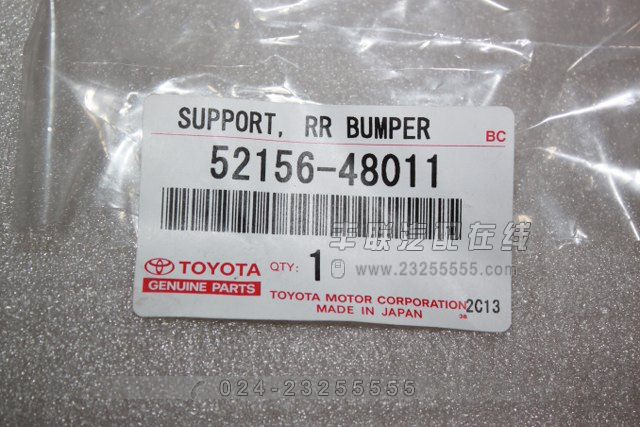 SUPPORT, RR BUMPER
BC
52156-48011
车联汽配在线
TOYOTA QTY: 1 www.23255555.com
GENUINE PARTS
TOYOTA MOTOR CORPORATION 2C13
MADE IN JAPAN 38
024-23255555